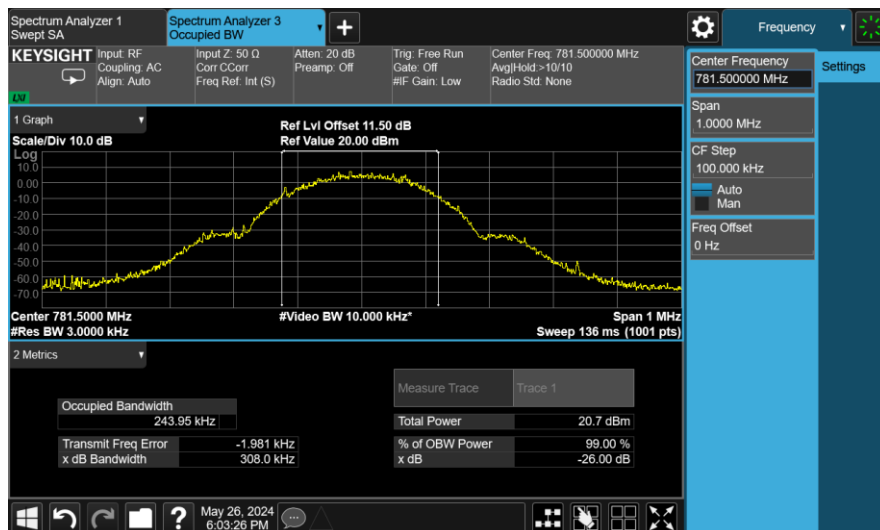 Spectrum Analyzer 1
Swept SA
Spectrum Analyzer 3
Occupied BW
+
Frequency
KEYSIGHT
Input: RF
Coupling: AC
Align: Auto
Input Z: 50 Ω
Corr CCorr
Freq Ref: Int (S)
Atten: 20 dB
Preamp: Off
Trig: Free Run
Gate: Off
#IF Gain: Low
Center Freq: 781.500000 MHz
Avg|Hold:>10/10
Radio Std: None
LXI
Center Frequency
781.500000 MHz
Settings
Span
1.0000 MHz
CF Step
100.000 kHz
Auto
Man
Freq Offset
0 Hz
1 Graph
Scale/Div 10.0 dB
Ref Lvl Offset 11.50 dB
Ref Value 20.00 dBm
Log
10.0
0.00
-10.0
-20.0
-30.0
-40.0
-50.0
-60.0
-70.0
Center 781.5000 MHz
#Res BW 3.0000 kHz
#Video BW 10.000 kHz*
Span 1 MHz
Sweep 136 ms (1001 pts)
2 Metrics
Measure Trace
Trace 1
Occupied Bandwidth
243.95 kHz
Total Power
20.7 dBm
Transmit Freq Error
-1.981 kHz
% of OBW Power
99.00 %
x dB Bandwidth
308.0 kHz
x dB
-26.00 dB
?
May 26, 2024
6:03:26 PM